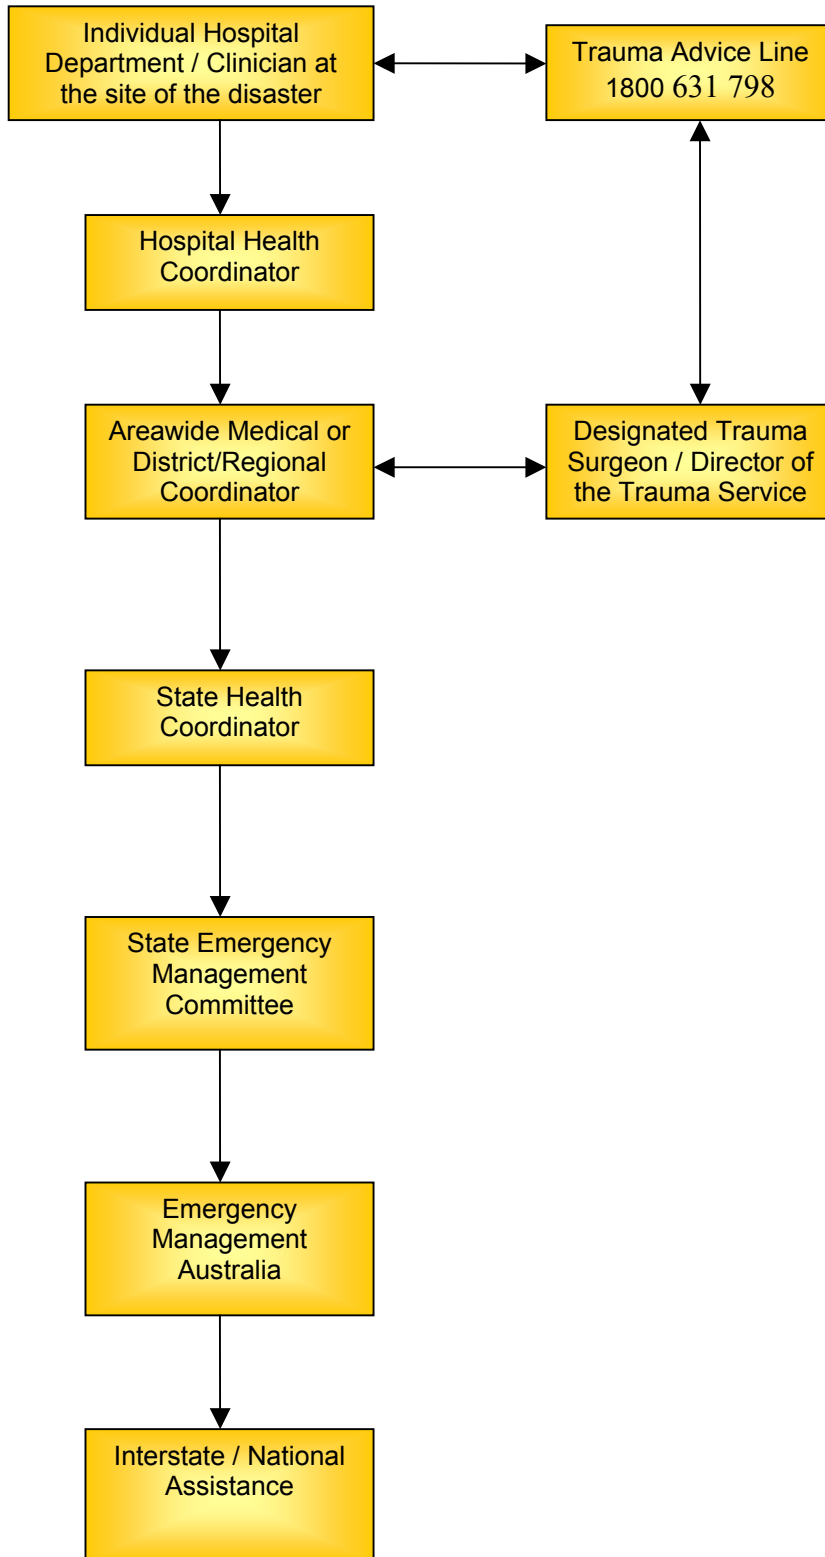 Individual Hospital
Department / Clinician at
the site of the disaster
Trauma Advice Line
1800 631 798
Hospital Health
Coordinator
Areawide Medical or
District/Regional
Coordinator
Designated Trauma
Surgeon / Director of
the Trauma Service
State Health
Coordinator
State Emergency
Management
Committee
Emergency
Management
Australia
Interstate / National
Assistance